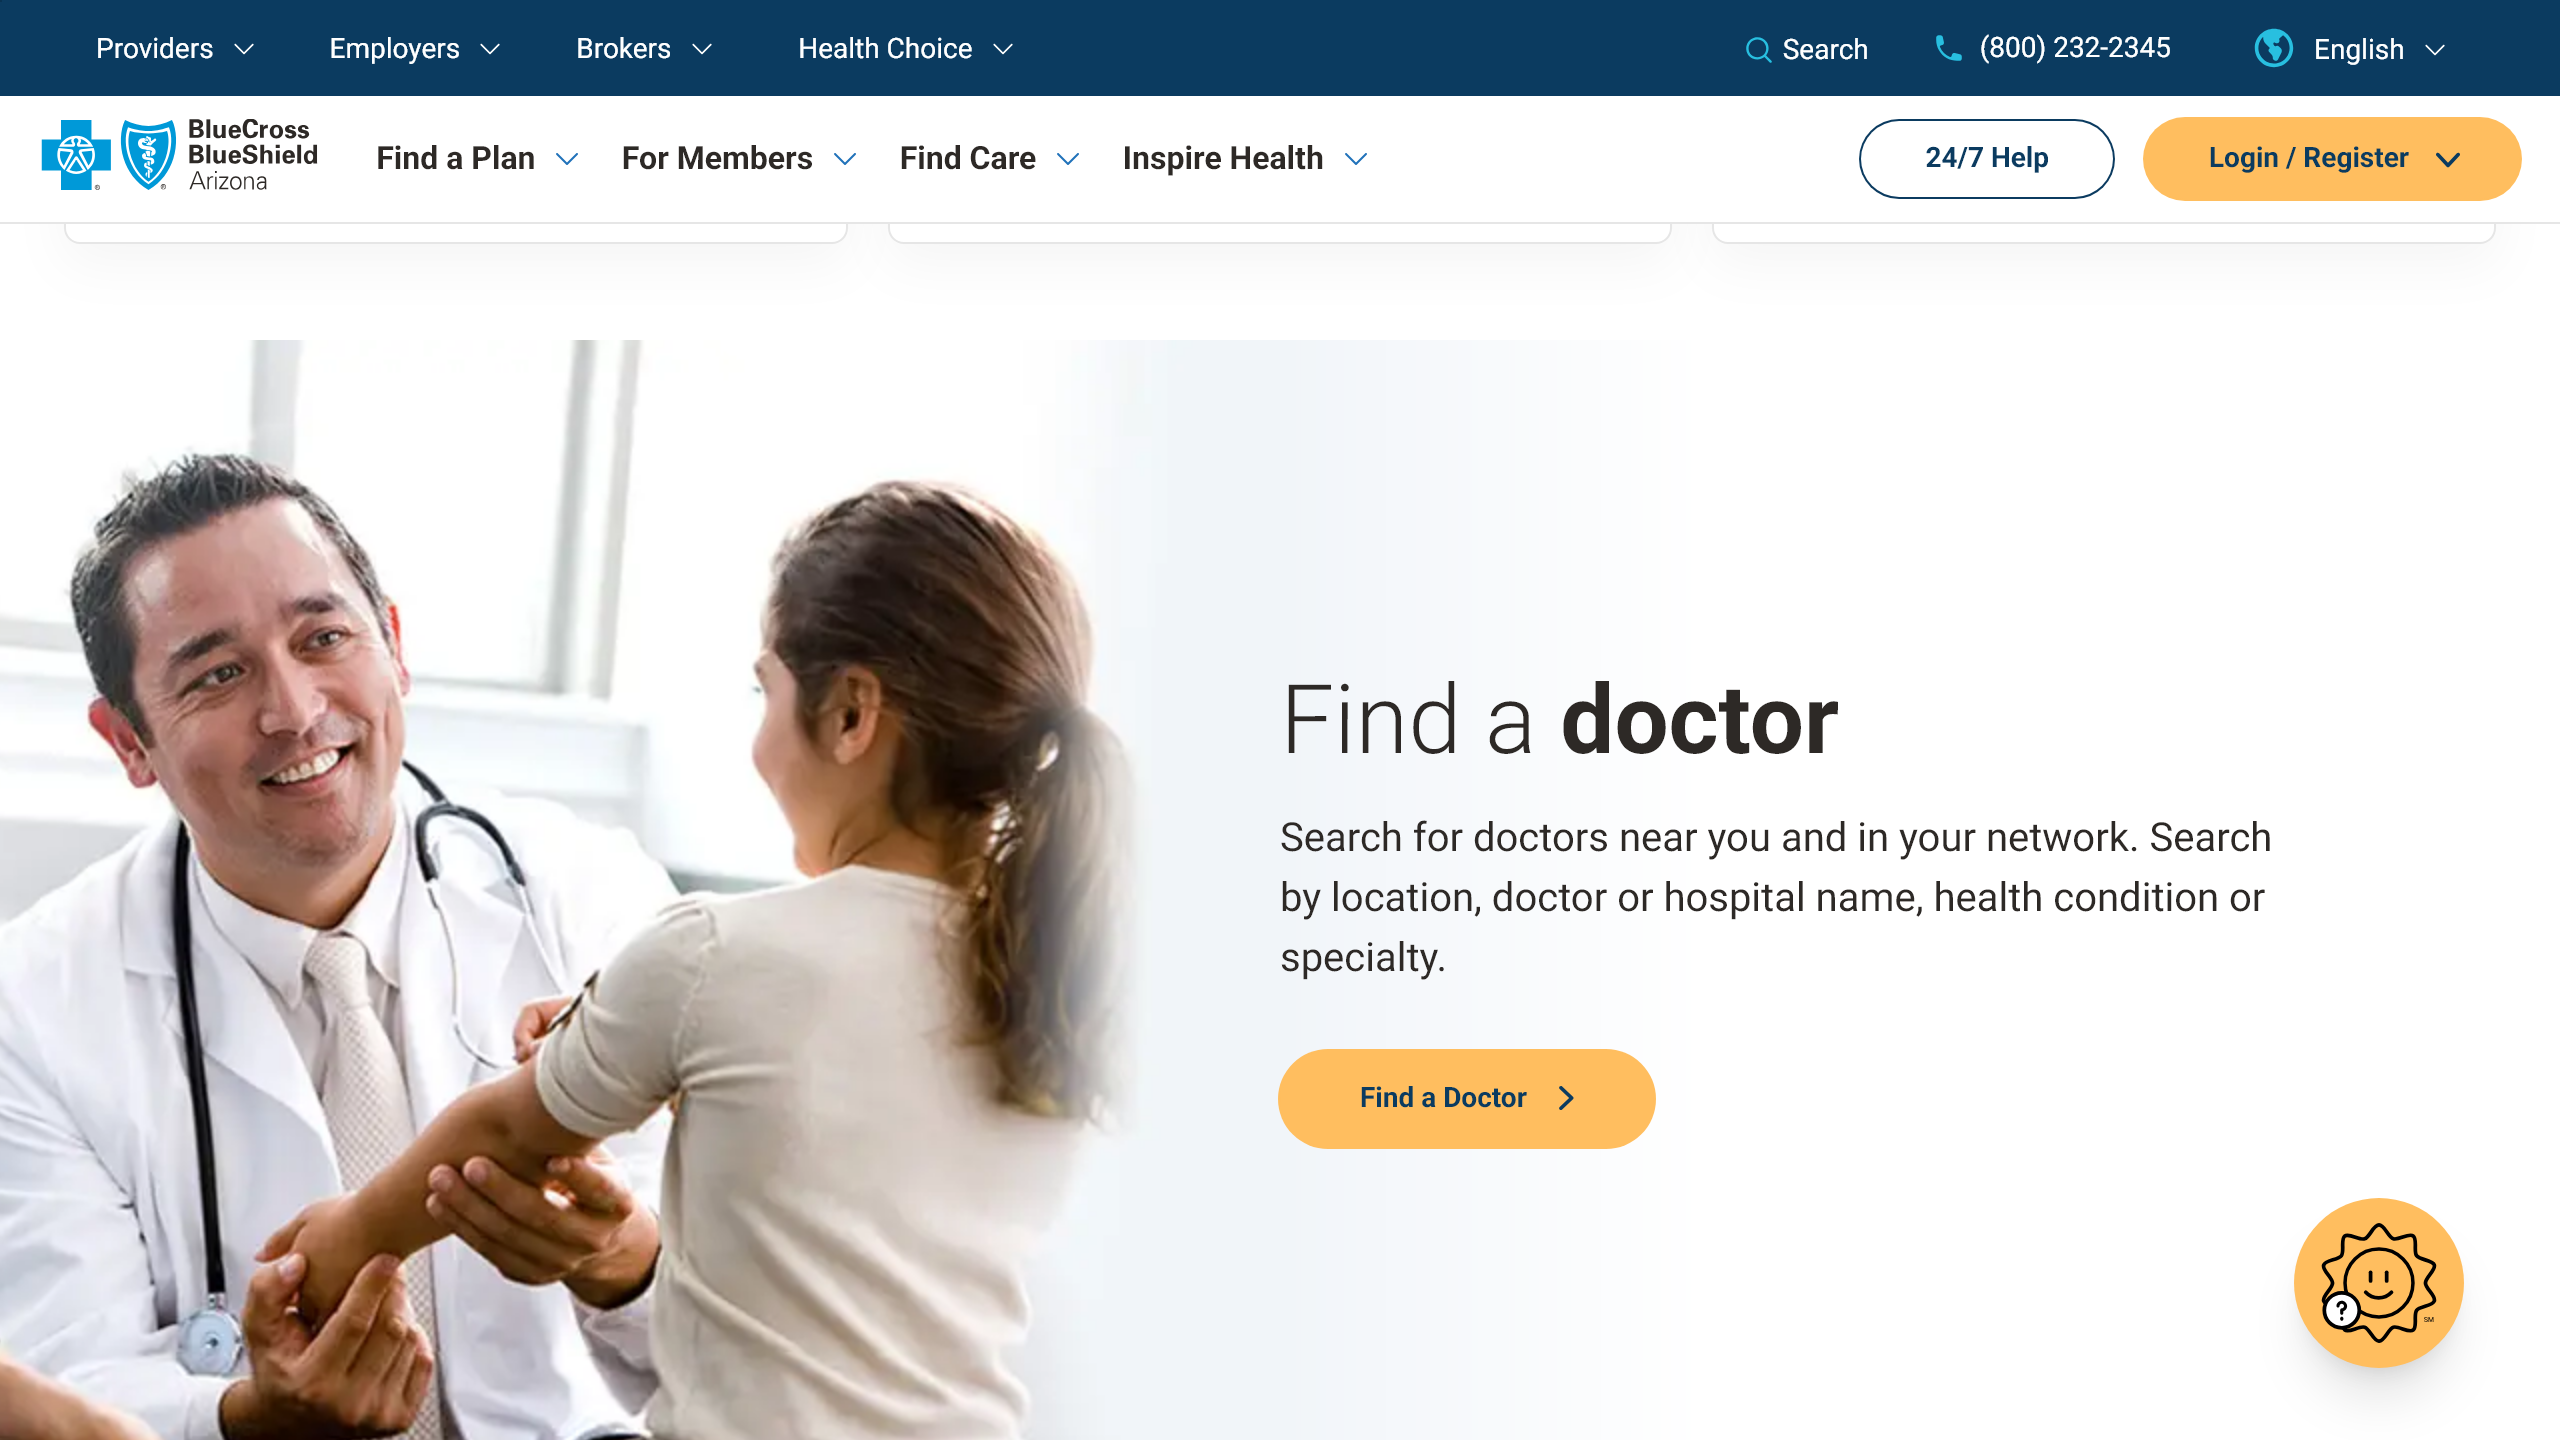 Providers Employers Brokers Health Choice Search (800) 232-2345 English
BlueCross
BlueShield
Arizona
Find a Plan For Members Find Care Inspire Health 24/7 Help Login / Register
Find a doctor
Search for doctors near you and in your network. Search
by location, doctor or hospital name, health condition or
specialty.
Find a Doctor
?
SM